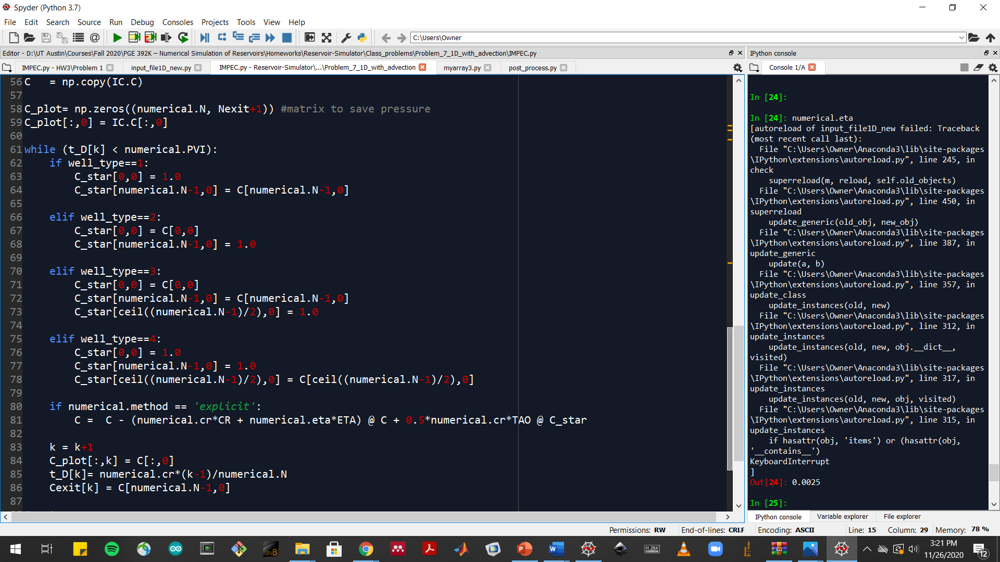 Spyder (Python 3.7)
File Edit Search Source Run Debug Consoles Projects Tools View Help
C:\Users\Owner
Editor - D:\UT Austin\Courses\Fall 2020\PGE 392K – Numerical Simulation of Reservoirs\Homeworks\Reservoir-Simulator\Class_problems\Problem_7_1D_with_advection\IMPEC.py
IMPEC.py - HW3\Problem 1 input_file1D_new.py IMPEC.py - Reservoir-Simulator\...\Problem_7_1D_with_advection myarray3.py post_process.py
56 C   = np.copy(IC.C)
57
58 C_plot= np.zeros((numerical.N, Nexit+1)) #matrix to save pressure
59 C_plot[:,0] = IC.C[:,0]
60
61 while (t_D[k] < numerical.PVI):
62     if well_type==1:
63         C_star[0,0] = 1.0
64         C_star[numerical.N-1,0] = C[numerical.N-1,0]
65
66     elif well_type==2:
67         C_star[0,0] = C[0,0]
68         C_star[numerical.N-1,0] = 1.0
69
70     elif well_type==3:
71         C_star[0,0] = C[0,0]
72         C_star[numerical.N-1,0] = C[numerical.N-1,0]
73         C_star[ceil((numerical.N-1)/2),0] = 1.0
74
75     elif well_type==4:
76         C_star[0,0] = 1.0
77         C_star[numerical.N-1,0] = 1.0
78         C_star[ceil((numerical.N-1)/2),0] = C[ceil((numerical.N-1)/2),0]
79
80     if numerical.method == 'explicit':
81         C =  C - (numerical.cr*CR + numerical.eta*ETA) @ C + 0.5*numerical.cr*TAO @ C_star
82
83     k = k+1
84     C_plot[:,k] = C[:,0]
85     t_D[k]= numerical.cr*(k-1)/numerical.N
86     Cexit[k] = C[numerical.N-1,0]
87
IPython console
Console 1/A
In [24]:
In [24]: numerical.eta
[autoreload of input_file1D_new failed: Traceback
(most recent call last):
  File "C:\Users\Owner\Anaconda3\lib\site-packages
\IPython\extensions\autoreload.py", line 245, in
check
    superreload(m, reload, self.old_objects)
  File "C:\Users\Owner\Anaconda3\lib\site-packages
\IPython\extensions\autoreload.py", line 450, in
superreload
    update_generic(old_obj, new_obj)
  File "C:\Users\Owner\Anaconda3\lib\site-packages
\IPython\extensions\autoreload.py", line 387, in
update_generic
    update(a, b)
  File "C:\Users\Owner\Anaconda3\lib\site-packages
\IPython\extensions\autoreload.py", line 357, in
update_class
    update_instances(old, new)
  File "C:\Users\Owner\Anaconda3\lib\site-packages
\IPython\extensions\autoreload.py", line 312, in
update_instances
    update_instances(old, new, obj.__dict__,
visited)
  File "C:\Users\Owner\Anaconda3\lib\site-packages
\IPython\extensions\autoreload.py", line 317, in
update_instances
    update_instances(old, new, obj, visited)
  File "C:\Users\Owner\Anaconda3\lib\site-packages
\IPython\extensions\autoreload.py", line 315, in
update_instances
    if hasattr(obj, 'items') or (hasattr(obj,
'__contains__')
KeyboardInterrupt
]
Out[24]: 0.0025
In [25]:
IPython console Variable explorer File explorer
Permissions: RW End-of-lines: CRLF Encoding: ASCII Line: 15 Column: 29 Memory: 78 %
SN8
H.264
3:21 PM
11/26/2020
12